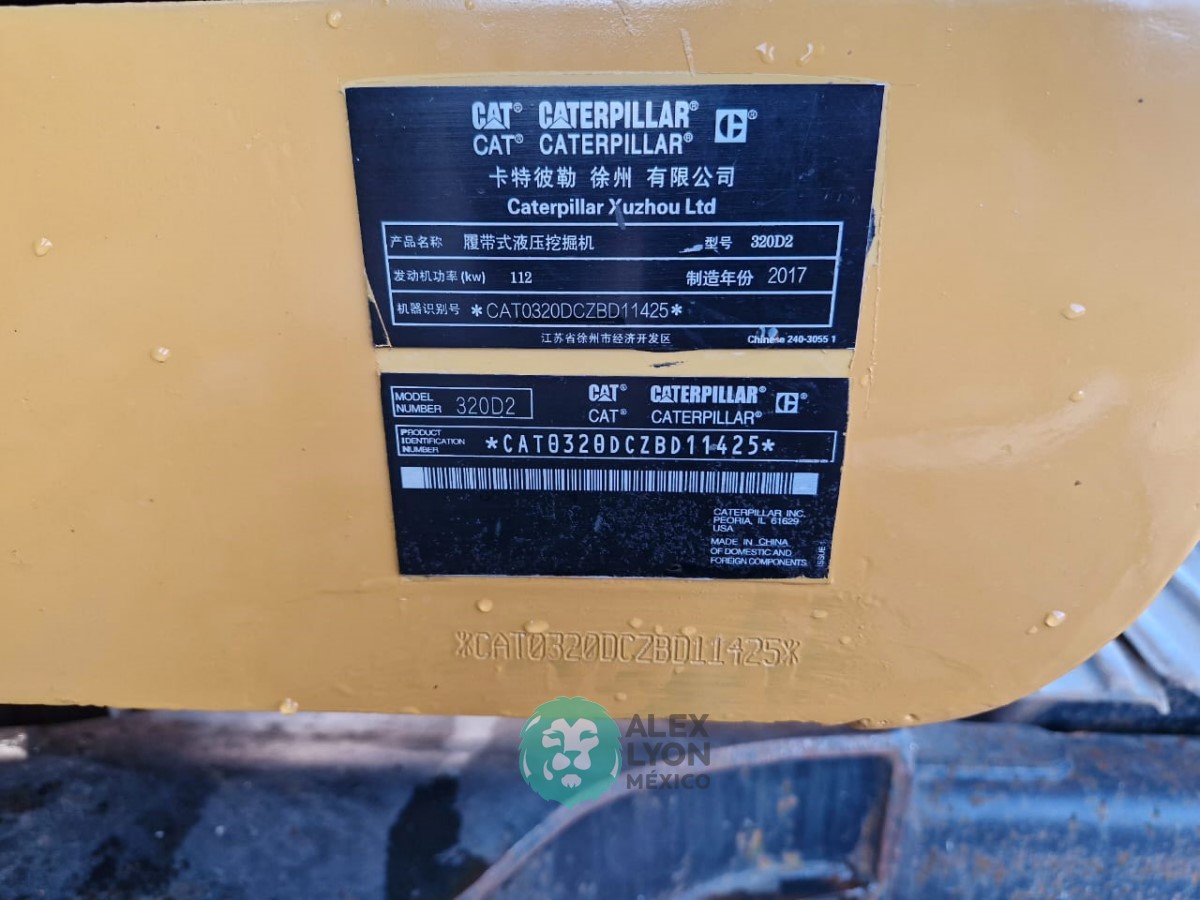 CAT® CATERPILLAR® C®
CAT® CATERPILLAR®
卡特彼勒 徐州 有限公司
Caterpillar Xuzhou Ltd
产品名称 履带式液压挖掘机 型号 320D2
发动机功率(kw) 112 制造年份 2017
机器识别号 *CAT0320DCZBD11425*
江苏省徐州市经济开发区 Chinese 240-3055 1
MODEL NUMBER 320D2 CAT® CATERPILLAR® C®
CAT® CATERPILLAR®
PRODUCT
IDENTIFICATION
NUMBER *CAT0320DCZBD11425*
CATERPILLAR INC.
PEORIA, IL 61629
USA
MADE IN CHINA
OF DOMESTIC AND
FOREIGN COMPONENTS
ISSUE 1
*CAT0320DCZBD11425*
ALEX
LYON
MÉXICO